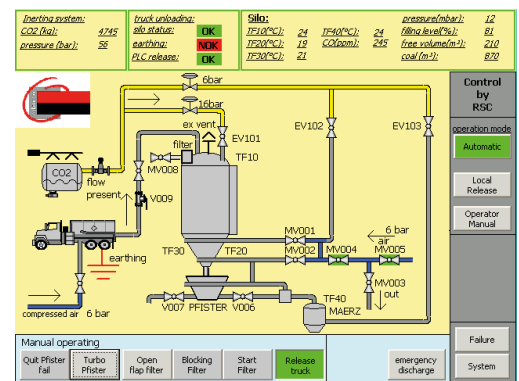 Inerting system:
CO2 (kg): 4745
pressure (bar): 56
truck unloading:
silo status: OK
earthing: NOK
PLC release: OK
Silo:
TF10(ºC): 24 TF40(ºC): 24
TF20(ºC): 19 CO(ppm): 245
TF30(ºC): 21
pressure(mbar): 12
filling level(%): 81
free volume(m³): 210
coal (m³): 870
6bar
16bar
ex vent
EV101
EV102
EV103
filter
TF10
MV008
CO2
flow
present
V009
earthing
TF30
TF20
MV001
MV002
MV004
MV005
6 bar
air
MV003
out
compressed air 6 bar
V007
PFISTER
V006
TF40
MAERZ
Control
by
RSC
operation mode
Automatic
Local
Release
Operator
Manual
Failure
System
Manual operating
Quit Pfister
fail
Turbo
Pfister
Open
flap filter
Blocking
Filter
Start
Filter
Release
truck
emergency
discharge